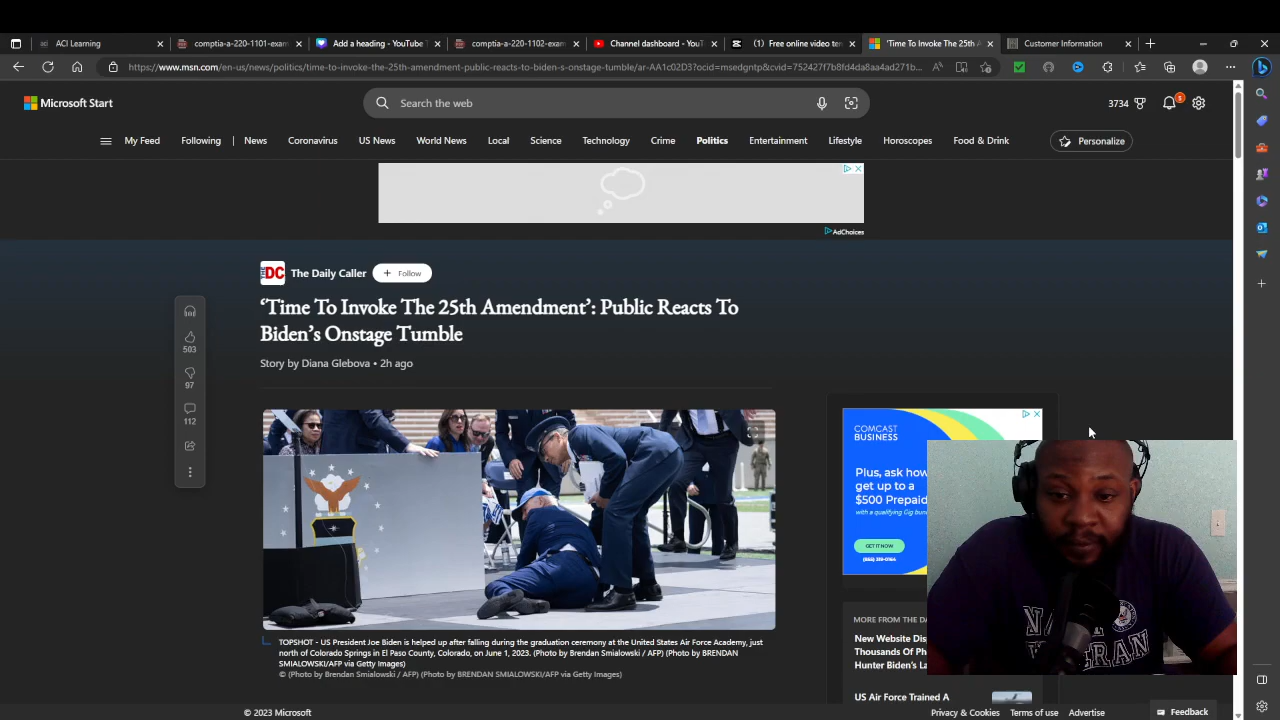 ACI Learning
comptia-a-220-1101-exam
Add a heading - YouTube T
comptia-a-220-1102-exam
Channel dashboard - YouT
(1) Free online video ten
'Time To Invoke The 25th A
Customer Information
https://www.msn.com/en-us/news/politics/time-to-invoke-the-25th-amendment-public-reacts-to-biden-s-onstage-tumble/ar-AA1c02D3?ocid=msedgntp&cvid=752427f7b8fd4da8aa4ad271b...
Microsoft Start
Search the web
3734
5
My Feed
Following
News
Coronavirus
US News
World News
Local
Science
Technology
Crime
Politics
Entertainment
Lifestyle
Horoscopes
Food & Drink
Personalize
AdChoices
THE DC
The Daily Caller
Follow
‘Time To Invoke The 25th Amendment’: Public Reacts To
Biden’s Onstage Tumble
Story by Diana Glebova • 2h ago
503
97
112
COMCAST
BUSINESS
Plus, ask how
get up to a
$500 Prepaid
with a qualifying Gig
GET IT NOW
TOPSHOT - US President Joe Biden is helped up after falling during the graduation ceremony at the United States Air Force Academy, just
north of Colorado Springs in El Paso County, Colorado, on June 1, 2023. (Photo by Brendan Smialowski / AFP) (Photo by BRENDAN
SMIALOWSKI/AFP via Getty Images)
© (Photo by Brendan Smialowski / AFP) (Photo by BRENDAN SMIALOWSKI/AFP via Getty Images)
MORE FROM THE DA
New Website Disp
Thousands Of Ph
Hunter Biden's La
US Air Force Trained A
© 2023 Microsoft
Privacy & Cookies
Terms of use
Advertise
Feedback